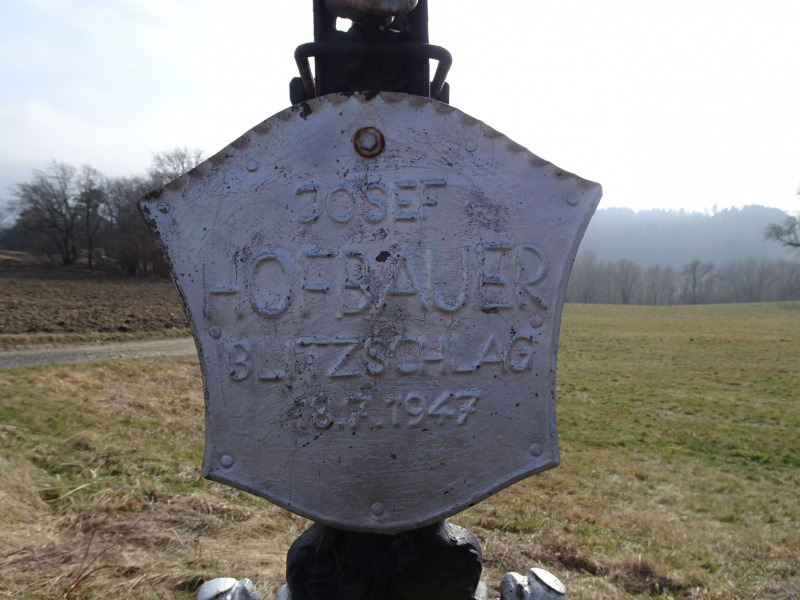 JOSEF
HOFBAUER
BLITZSCHLAG
18.7.1947